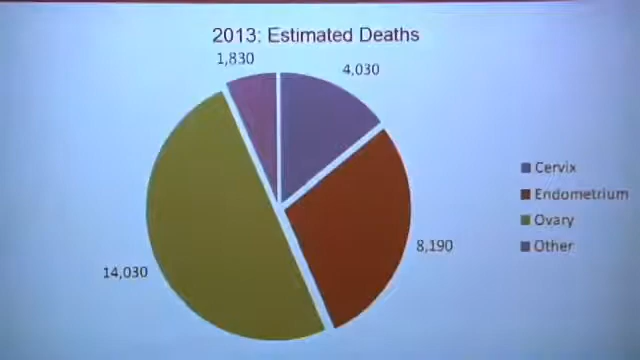 2013: Estimated Deaths
1,830
4,030
Cervix
Endometrium
Ovary
Other
8,190
14,030